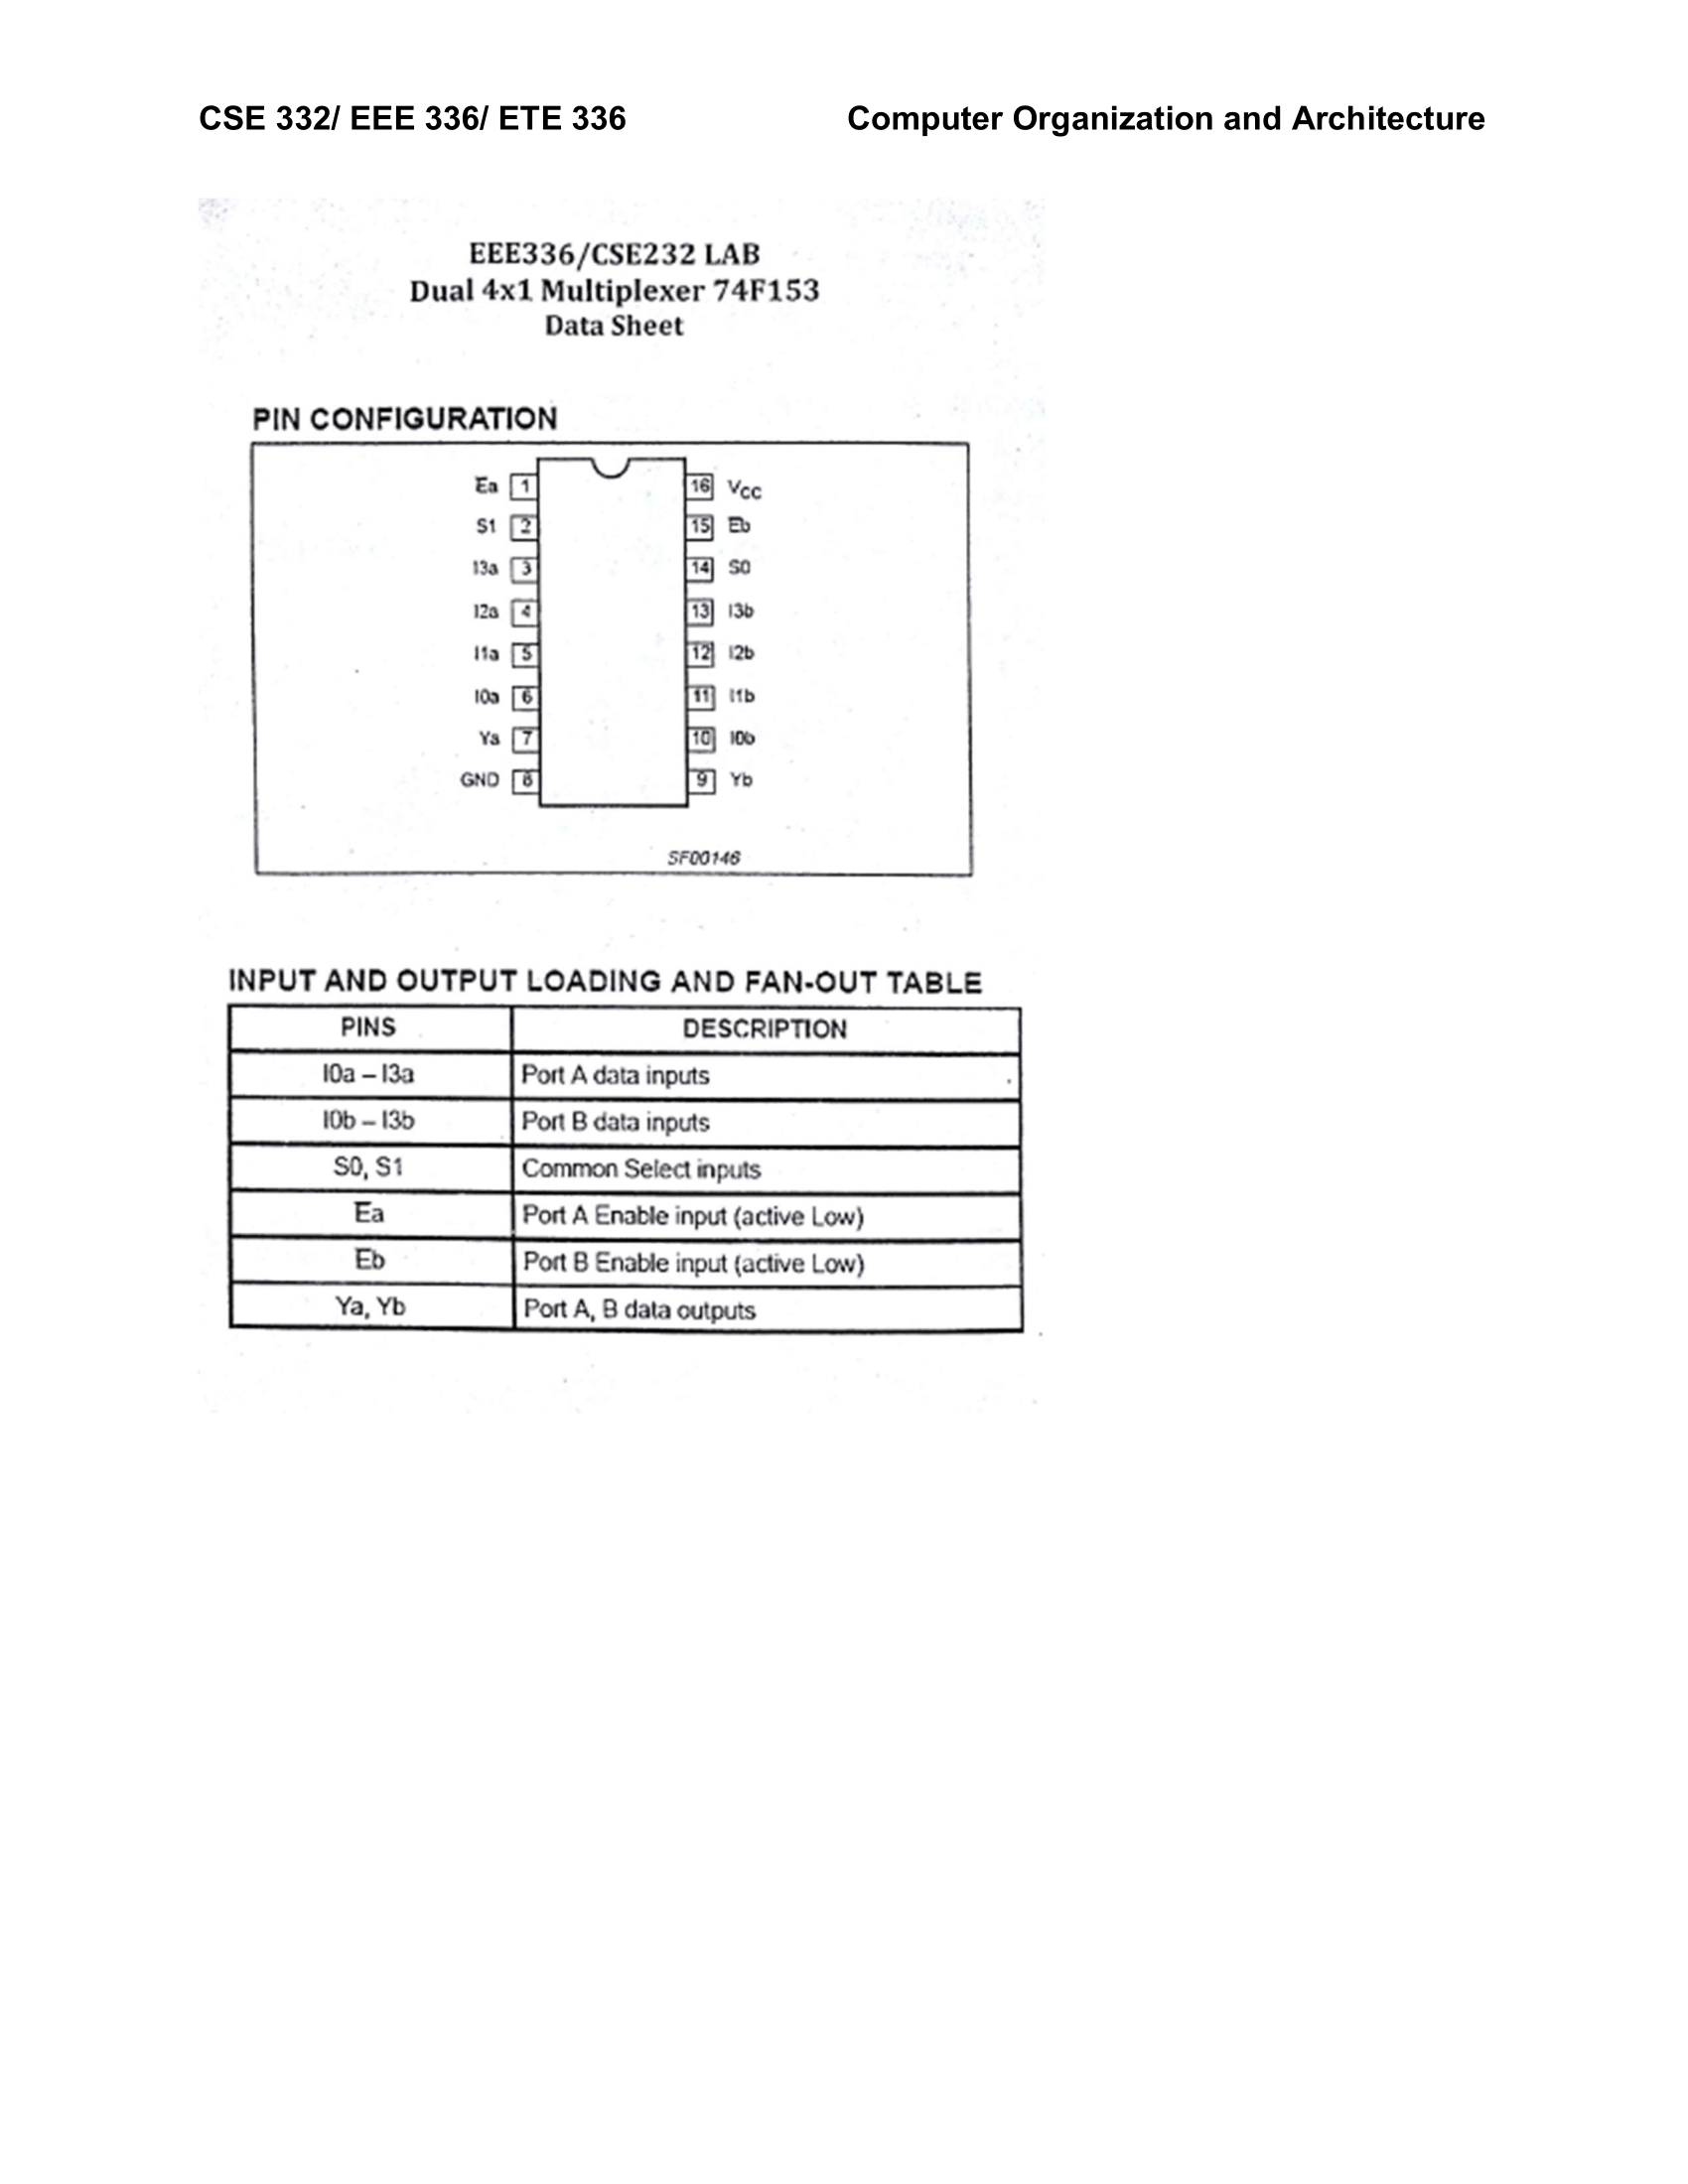 CSE 332/ EEE 336/ ETE 336 Computer Organization and Architecture
EEE336/CSE232 LAB
Dual 4x1 Multiplexer 74F153
Data Sheet
PIN CONFIGURATION
E̅a 1 16 VCC
S1 2 15 E̅b
I3a 3 14 S0
I2a 4 13 I3b
I1a 5 12 I2b
I0a 6 11 I1b
Ya 7 10 I0b
GND 8 9 Yb
SF00146
INPUT AND OUTPUT LOADING AND FAN-OUT TABLE
PINS DESCRIPTION
I0a – I3a Port A data inputs
I0b – I3b Port B data inputs
S0, S1 Common Select inputs
Ea Port A Enable input (active Low)
Eb Port B Enable input (active Low)
Ya, Yb Port A, B data outputs